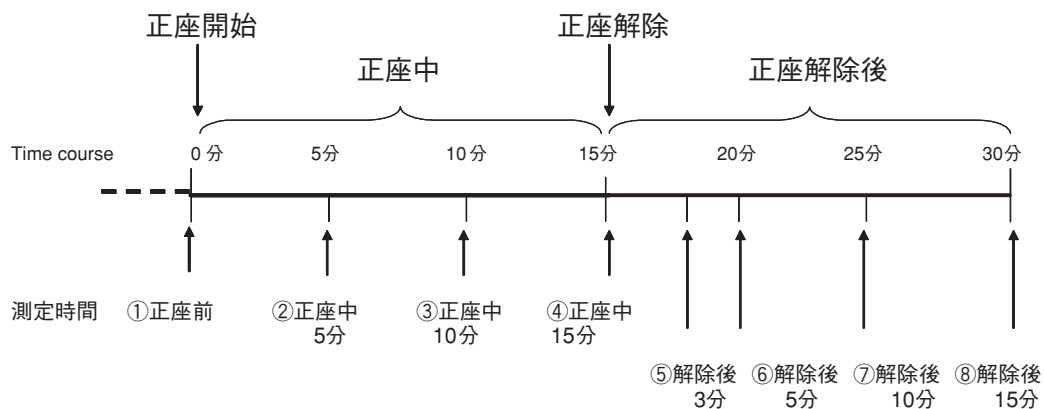 正座開始 正座解除
正座中 正座解除後
Time course 0分 5分 10分 15分 20分 25分 30分
測定時間 ①正座前 ②正座中 ③正座中 ④正座中
5分 10分 15分
⑤解除後 ⑥解除後 ⑦解除後 ⑧解除後
3分 5分 10分 15分